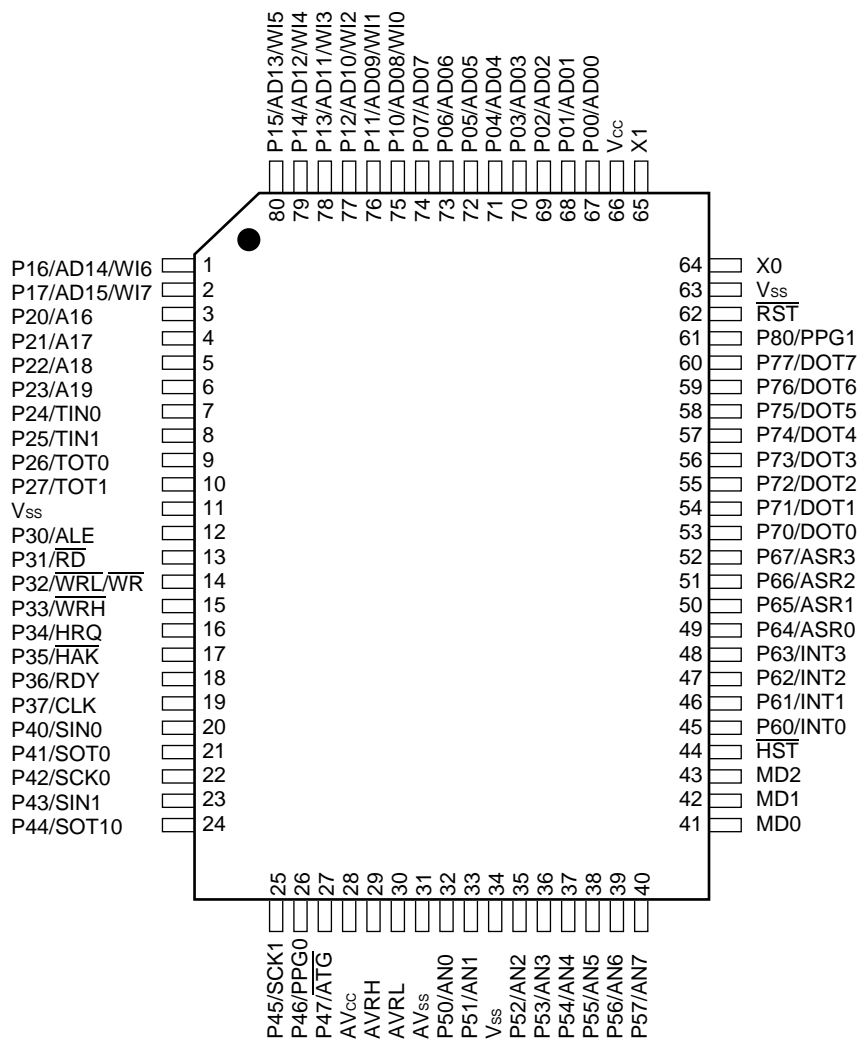 P15/AD13/WI5
P14/AD12/WI4
P13/AD11/WI3
P12/AD10/WI2
P11/AD09/WI1
P10/AD08/WI0
P07/AD07
P06/AD06
P05/AD05
P04/AD04
P03/AD03
P02/AD02
P01/AD01
P00/AD00
Vcc
X1
80
79
78
77
76
75
74
73
72
71
70
69
68
67
66
65
P16/AD14/WI6 1
P17/AD15/WI7 2
P20/A16 3
P21/A17 4
P22/A18 5
P23/A19 6
P24/TIN0 7
P25/TIN1 8
P26/TOT0 9
P27/TOT1 10
Vss 11
P30/ALE 12
P31/RD 13
P32/WRL/WR 14
P33/WRH 15
P34/HRQ 16
P35/HAK 17
P36/RDY 18
P37/CLK 19
P40/SIN0 20
P41/SOT0 21
P42/SCK0 22
P43/SIN1 23
P44/SOT10 24
64 X0
63 Vss
62 RST
61 P80/PPG1
60 P77/DOT7
59 P76/DOT6
58 P75/DOT5
57 P74/DOT4
56 P73/DOT3
55 P72/DOT2
54 P71/DOT1
53 P70/DOT0
52 P67/ASR3
51 P66/ASR2
50 P65/ASR1
49 P64/ASR0
48 P63/INT3
47 P62/INT2
46 P61/INT1
45 P60/INT0
44 HST
43 MD2
42 MD1
41 MD0
25
26
27
28
29
30
31
32
33
34
35
36
37
38
39
40
P45/SCK1
P46/PPG0
P47/ATG
AVcc
AVRH
AVRL
AVss
P50/AN0
P51/AN1
Vss
P52/AN2
P53/AN3
P54/AN4
P55/AN5
P56/AN6
P57/AN7